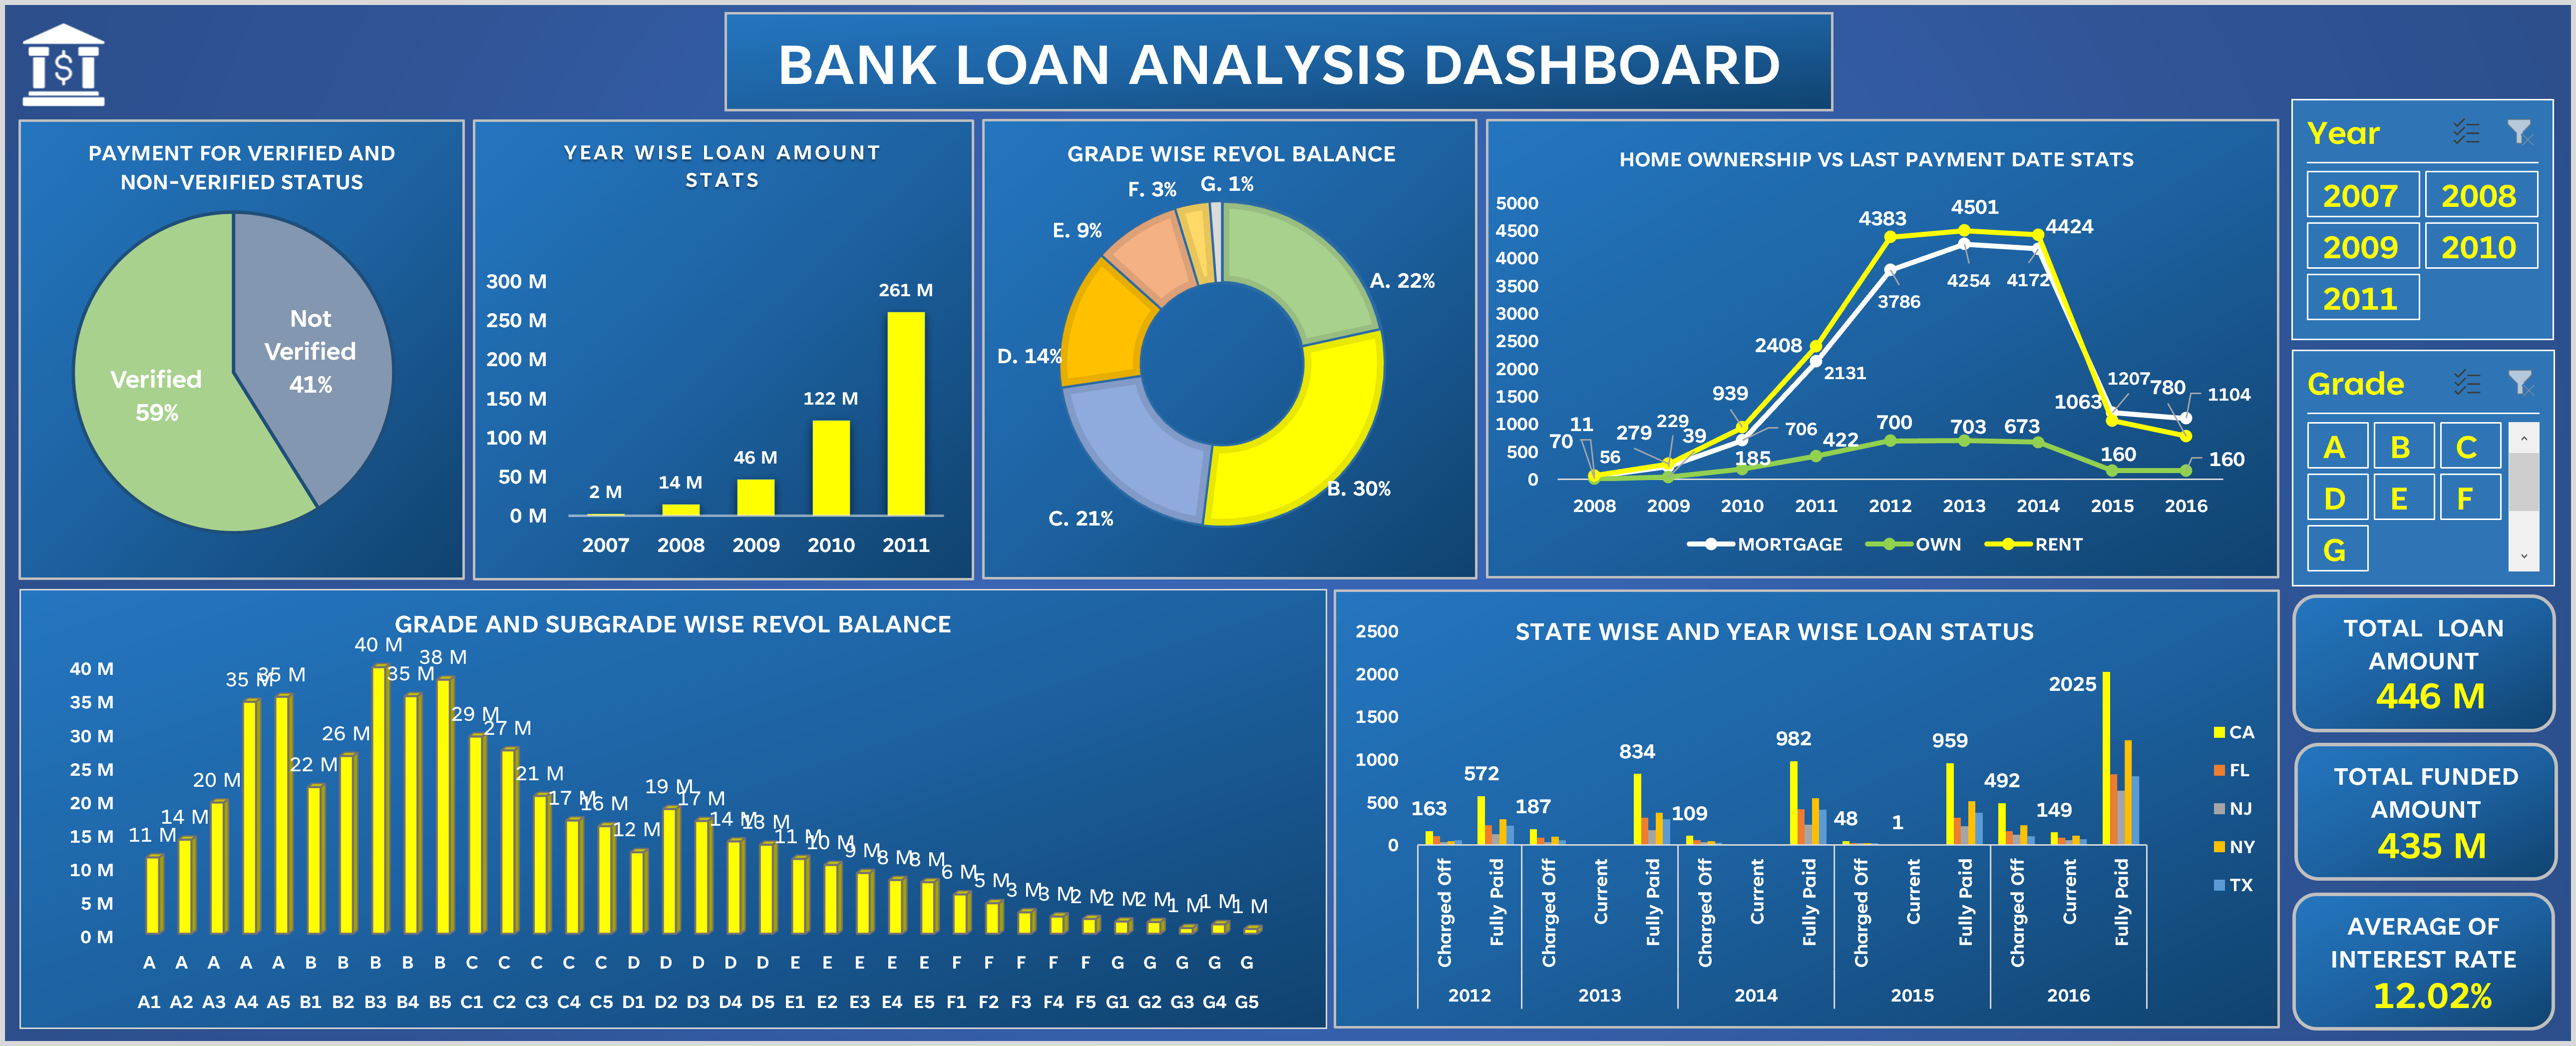 $
BANK LOAN ANALYSIS DASHBOARD
PAYMENT FOR VERIFIED AND
NON-VERIFIED STATUS
Not
Verified
41%
Verified
59%
YEAR WISE LOAN AMOUNT
STATS
300 M
250 M
200 M
150 M
100 M
50 M
0 M
2 M
14 M
46 M
122 M
261 M
2007 2008 2009 2010 2011
GRADE WISE REVOL BALANCE
F. 3% G. 1%
E. 9%
A. 22%
D. 14%
B. 30%
C. 21%
HOME OWNERSHIP VS LAST PAYMENT DATE STATS
5000
4500
4000
3500
3000
2500
2000
1500
1000
500
0
70 11 56
279 229 39
939 706 185
2408 2131 422
4383 3786 700
4501 4254 703
4424 4172 673
1063 1207 160
780 1104 160
2008 2009 2010 2011 2012 2013 2014 2015 2016
MORTGAGE OWN RENT
Year
2007 2008
2009 2010
2011
Grade
A B C
D E F
G
GRADE AND SUBGRADE WISE REVOL BALANCE
40 M
35 M
30 M
25 M
20 M
15 M
10 M
5 M
0 M
11 M 14 M 20 M 35 M 35 M 22 M 26 M 40 M 35 M 38 M 29 M 27 M 21 M 17 M 16 M 12 M 19 M 17 M 14 M 13 M 11 M 10 M 9 M 8 M 8 M 6 M 5 M 3 M 3 M 2 M 2 M 2 M 1 M 1 M 1 M
A A A A A B B B B B C C C C C D D D D D E E E E E F F F F F G G G G G
A1 A2 A3 A4 A5 B1 B2 B3 B4 B5 C1 C2 C3 C4 C5 D1 D2 D3 D4 D5 E1 E2 E3 E4 E5 F1 F2 F3 F4 F5 G1 G2 G3 G4 G5
STATE WISE AND YEAR WISE LOAN STATUS
2500
2000
1500
1000
500
0
163 572 187 834 109 982 48 1 959 492 149 2025
Charged Off Fully Paid Charged Off Current Fully Paid Charged Off Current Fully Paid Charged Off Current Fully Paid Charged Off Current Fully Paid
2012 2013 2014 2015 2016
CA
FL
NJ
NY
TX
TOTAL LOAN
AMOUNT
446 M
TOTAL FUNDED
AMOUNT
435 M
AVERAGE OF
INTEREST RATE
12.02%